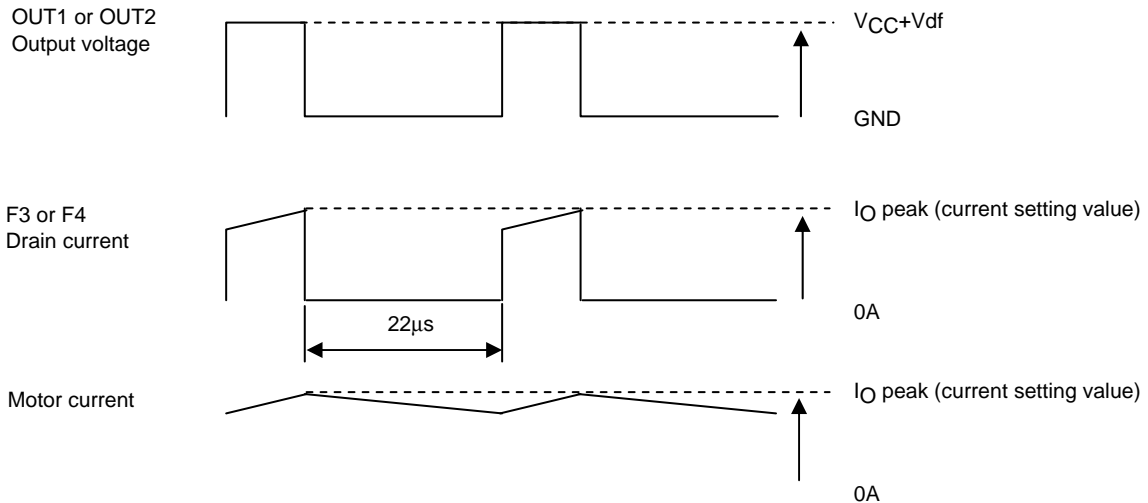 OUT1 or OUT2
Output voltage
VCC+Vdf
GND
F3 or F4
Drain current
IO peak (current setting value)
0A
22μs
Motor current
IO peak (current setting value)
0A